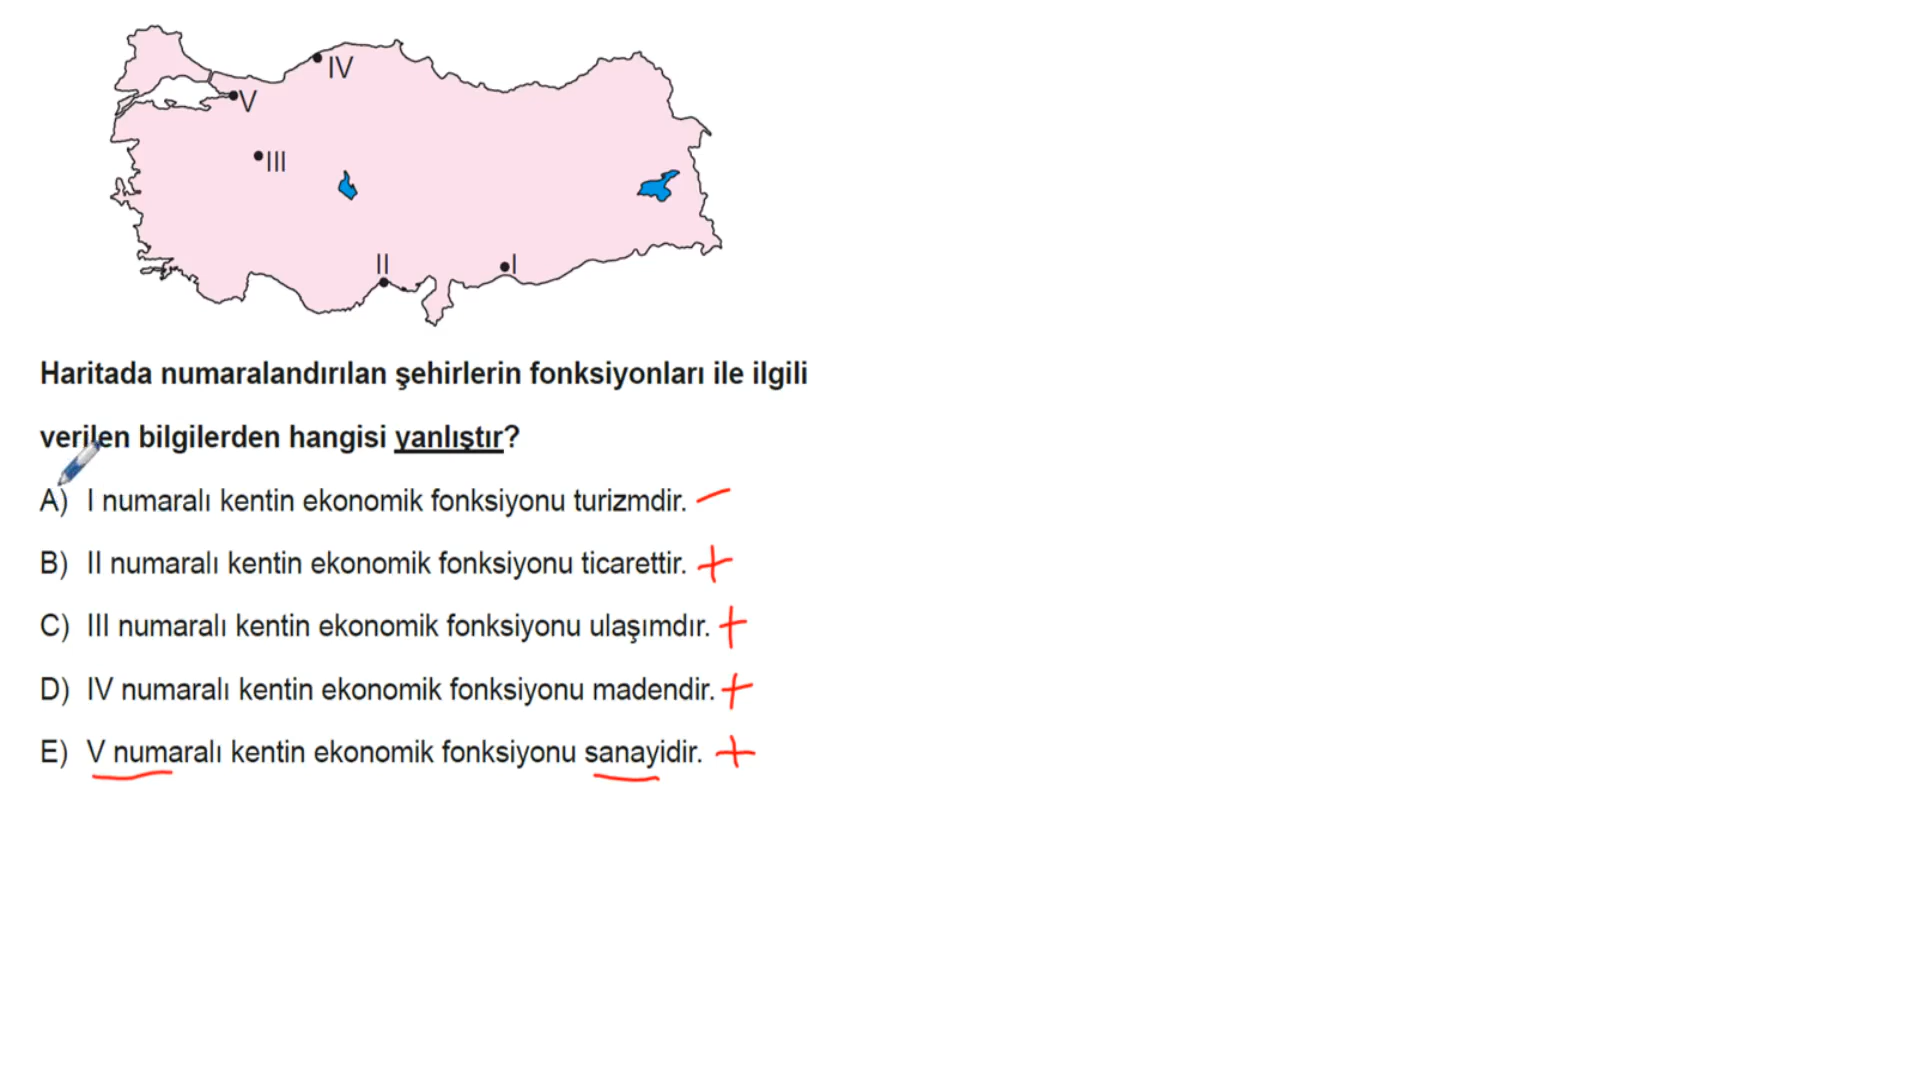 IV
V
III
II
I
Haritada numaralandırılan şehirlerin fonksiyonları ile ilgili
verilen bilgilerden hangisi yanlıştır?
A) I numaralı kentin ekonomik fonksiyonu turizmdir. −
B) II numaralı kentin ekonomik fonksiyonu ticarettir. +
C) III numaralı kentin ekonomik fonksiyonu ulaşımdır. +
D) IV numaralı kentin ekonomik fonksiyonu madendir. +
E) V numaralı kentin ekonomik fonksiyonu sanayidir. +